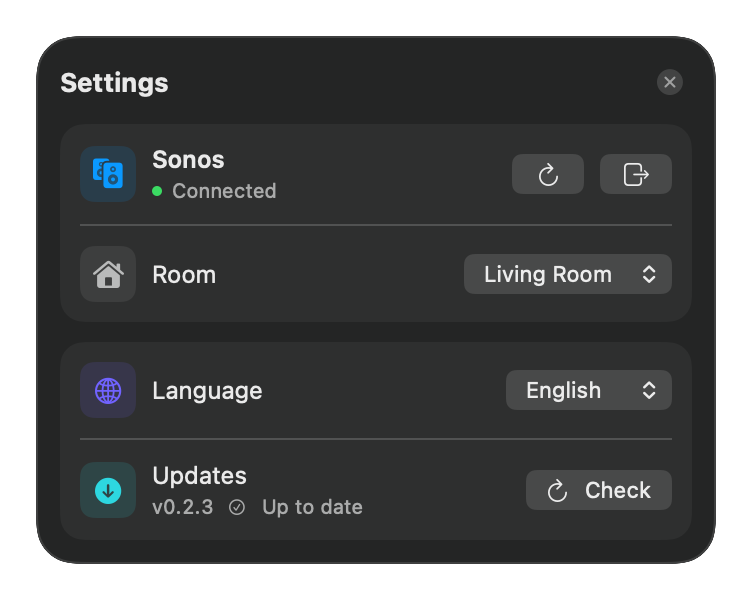 Settings
Sonos
Connected
Room
Living Room
Language
English
Updates
v0.2.3 Up to date
Check